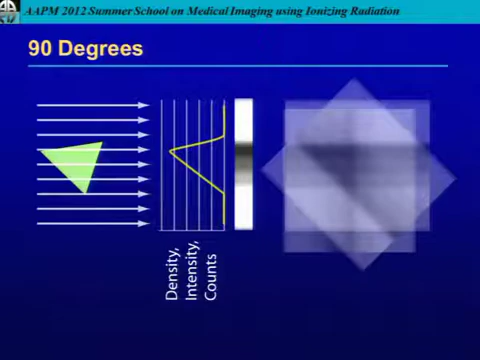 AAPM 2012 Summer School on Medical Imaging using Ionizing Radiation
90 Degrees
Density,
Intensity,
Counts